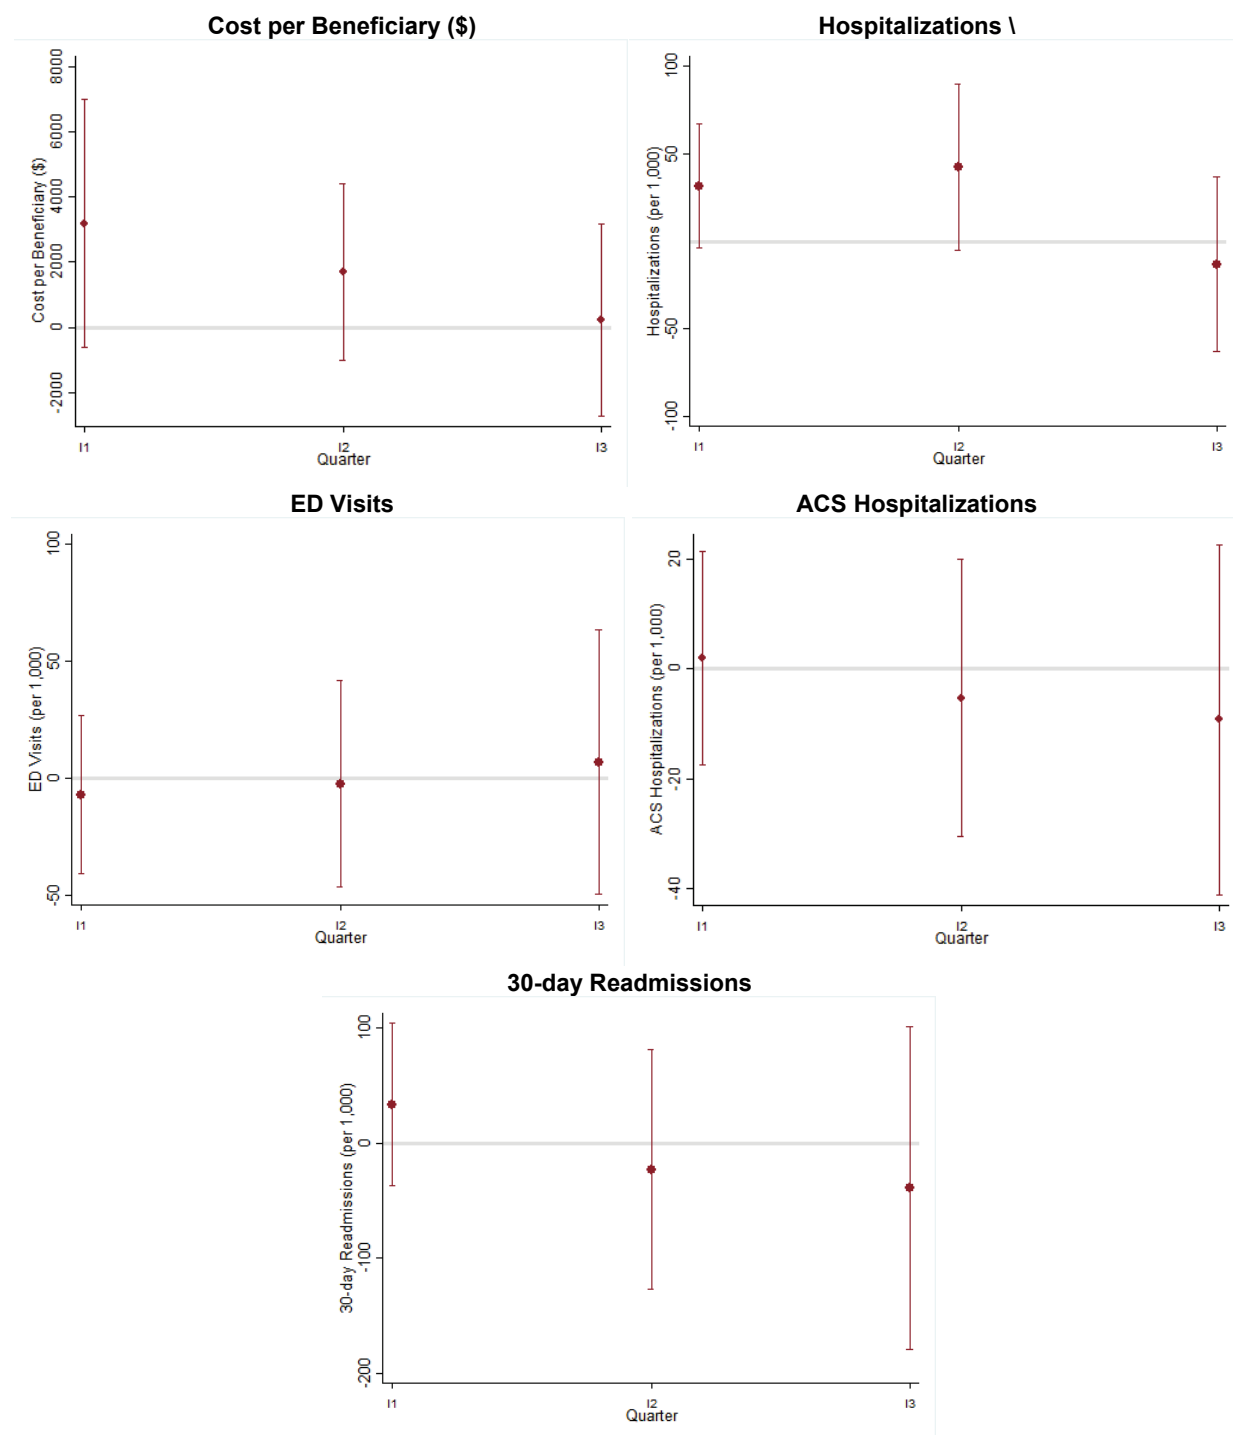 Cost per Beneficiary ($)
Hospitalizations \
Cost per Beneficiary ($)
8000
6000
4000
2000
0
-2000
I1
I2
I3
Quarter
Hospitalizations (per 1,000)
100
50
-50
-100
I1
I2
I3
Quarter
ED Visits
ACS Hospitalizations
ED Visits (per 1,000)
100
50
0
-50
I1
I2
I3
Quarter
ACS Hospitalizations (per 1,000)
20
0
-20
-40
I1
I2
I3
Quarter
30-day Readmissions
30-day Readmissions (per 1,000)
100
0
-100
-200
I1
I2
I3
Quarter